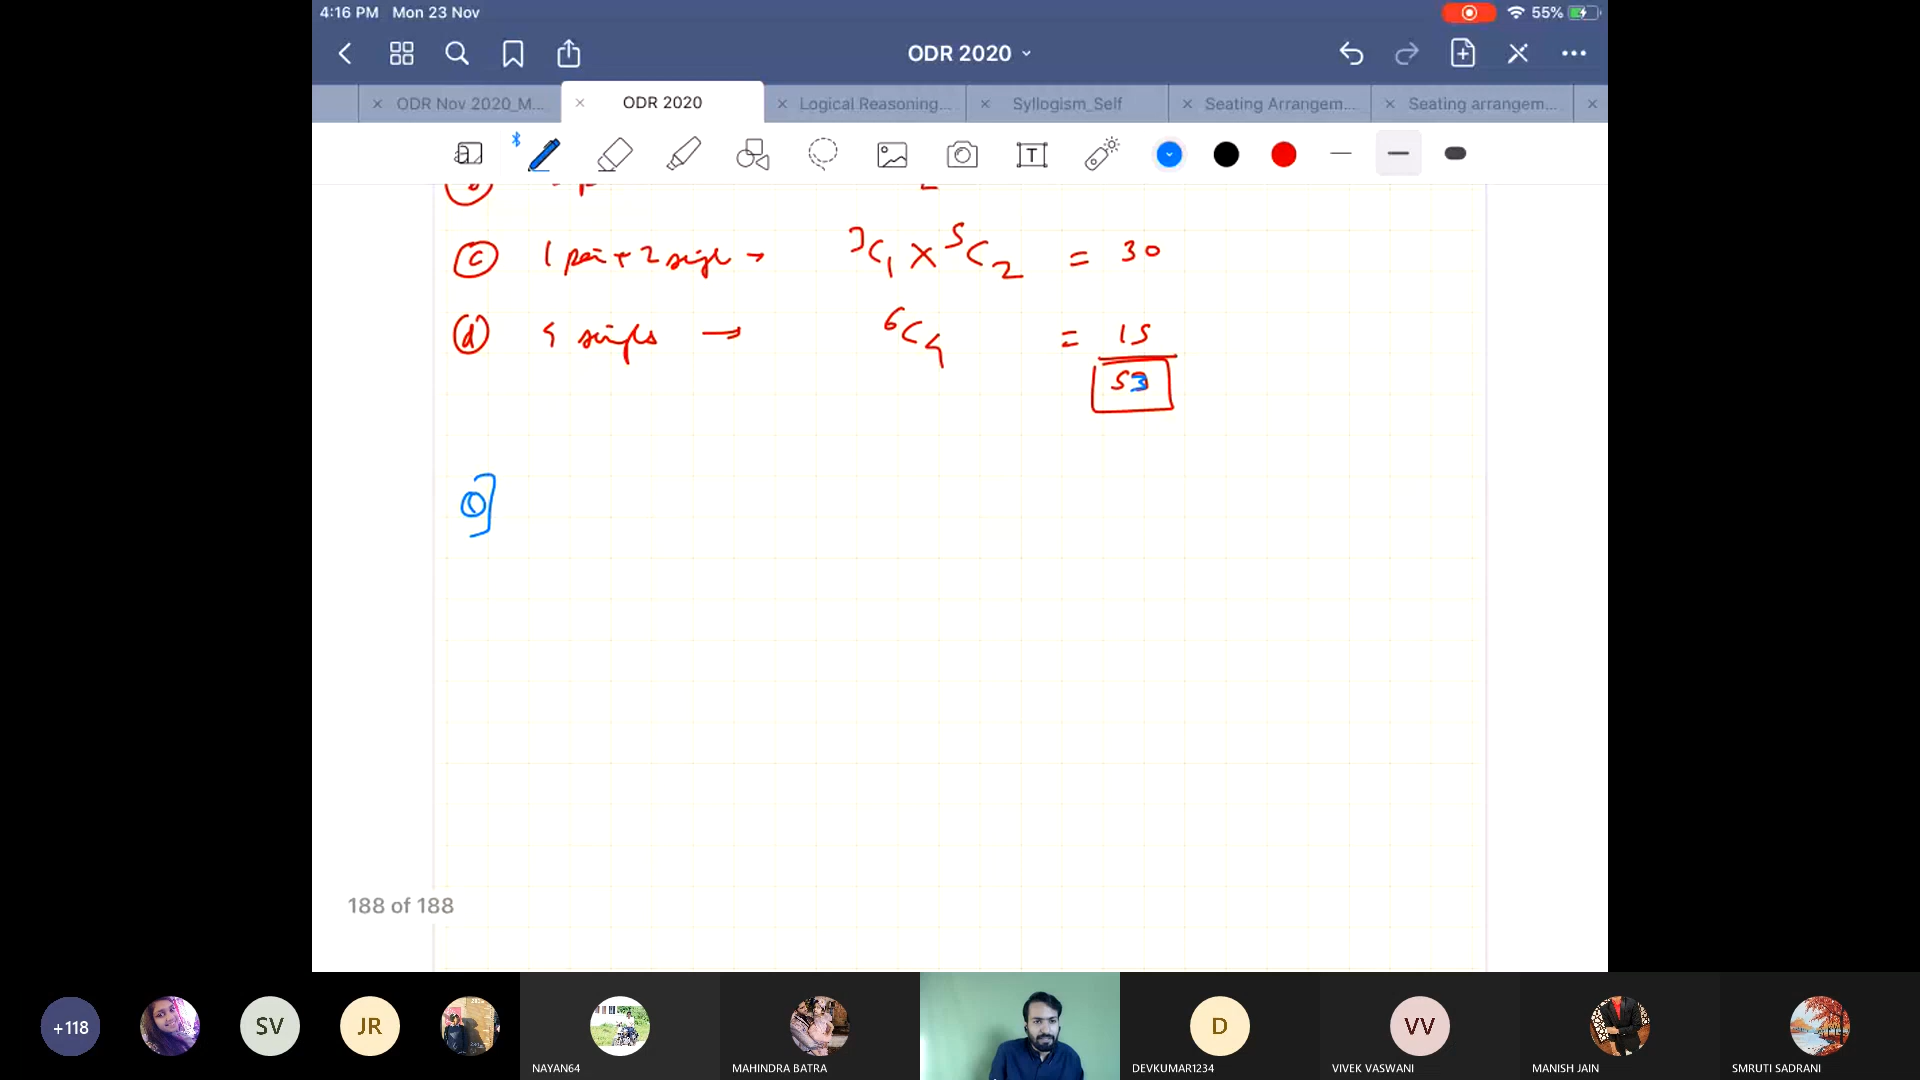 4:16 PM Mon 23 Nov
55%
ODR 2020
ODR Nov 2020_M...
ODR 2020
Logical Reasoning...
Syllogism_Self
Seating Arrangem...
Seating arrangem...
T
(c) 1 pair + 2 single → ³C₁ × ⁵C₂ = 30
(d) 4 singles → ⁶C₄ = 15
53
Q]
188 of 188
+118
SV
JR
D
VV
NAYAN64
MAHINDRA BATRA
DEVKUMAR1234
VIVEK VASWANI
MANISH JAIN
SMRUTI SADRANI